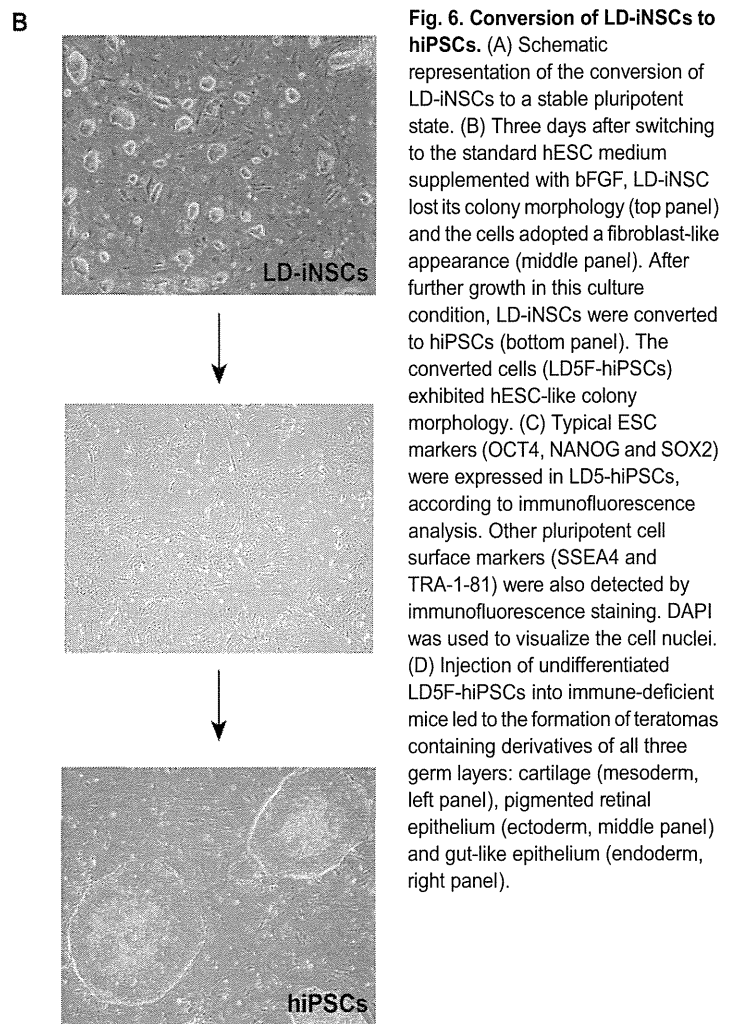 B
LD-iNSCs
hiPSCs
Fig. 6. Conversion of LD-iNSCs to
hiPSCs. (A) Schematic
representation of the conversion of
LD-iNSCs to a stable pluripotent
state. (B) Three days after switching
to the standard hESC medium
supplemented with bFGF, LD-iNSC
lost its colony morphology (top panel)
and the cells adopted a fibroblast-like
appearance (middle panel). After
further growth in this culture
condition, LD-iNSCs were converted
to hiPSCs (bottom panel). The
converted cells (LD5F-hiPSCs)
exhibited hESC-like colony
morphology. (C) Typical ESC
markers (OCT4, NANOG and SOX2)
were expressed in LD5-hiPSCs,
according to immunofluorescence
analysis. Other pluripotent cell
surface markers (SSEA4 and
TRA-1-81) were also detected by
immunofluorescence staining. DAPI
was used to visualize the cell nuclei.
(D) Injection of undifferentiated
LD5F-hiPSCs into immune-deficient
mice led to the formation of teratomas
containing derivatives of all three
germ layers: cartilage (mesoderm,
left panel), pigmented retinal
epithelium (ectoderm, middle panel)
and gut-like epithelium (endoderm,
right panel).